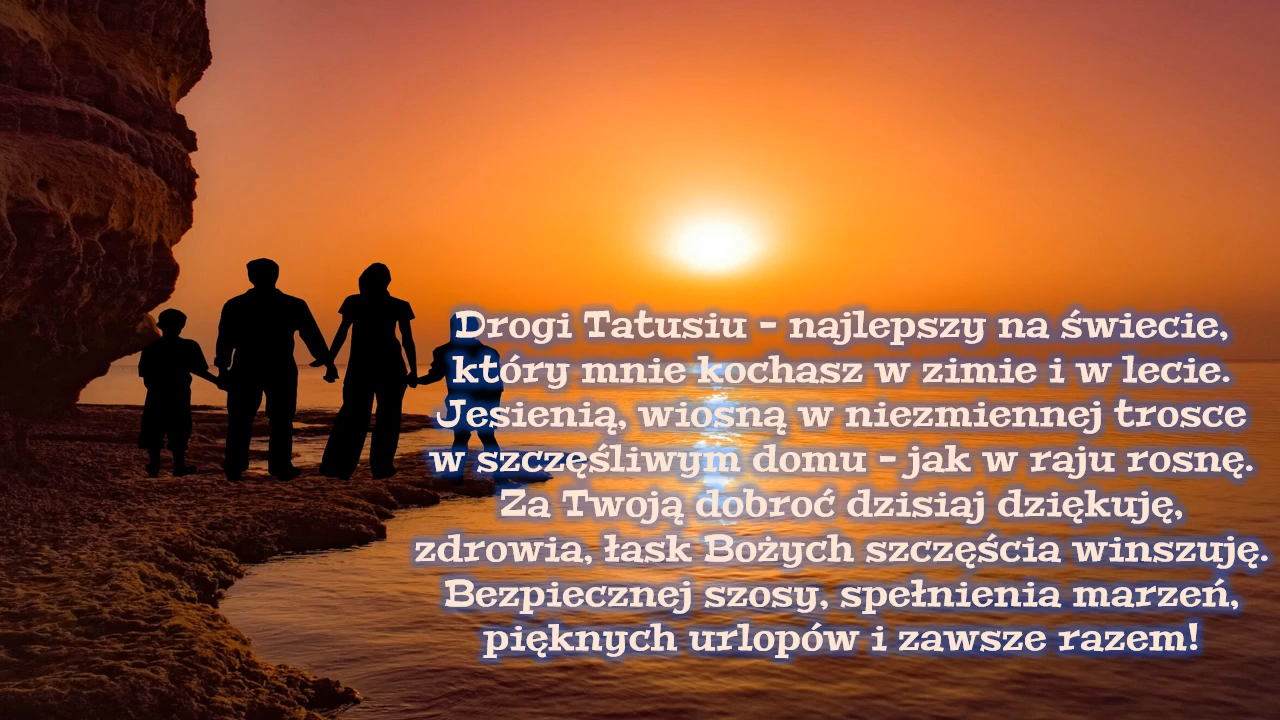 Drogi Tatusiu - najlepszy na świecie,
który mnie kochasz w zimie i w lecie.
Jesienią, wiosną w niezmiennej trosce
w szczęśliwym domu - jak w raju rosnę.
Za Twoją dobroć dzisiaj dziękuję,
zdrowia, łask Bożych szczęścia winszuję.
Bezpiecznej szosy, spełnienia marzeń,
pięknych urlopów i zawsze razem!